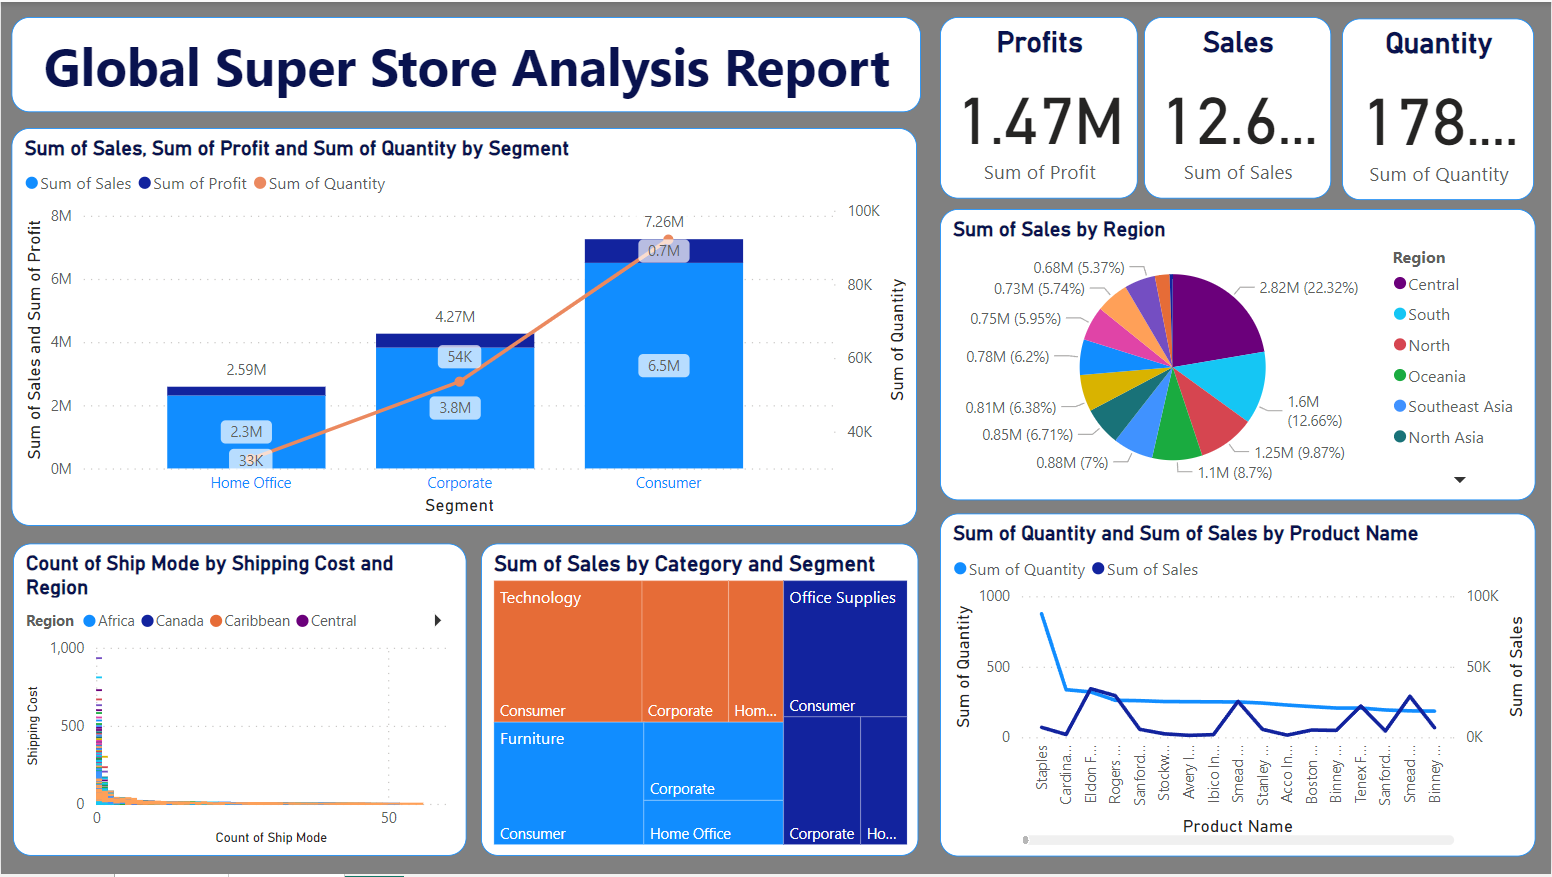 Global Super Store Analysis Report
Profits
1.47M
Sum of Profit
Sales
12.6...
Sum of Sales
Quantity
178....
Sum of Quantity
Sum of Sales, Sum of Profit and Sum of Quantity by Segment
Sum of Sales Sum of Profit Sum of Quantity
Sum of Sales and Sum of Profit
8M
6M
4M
2M
0M
2.59M
2.3M
33K
4.27M
54K
3.8M
7.26M
0.7M
6.5M
100K
80K
60K
40K
Sum of Quantity
Home Office
Corporate
Consumer
Segment
Sum of Sales by Region
0.68M (5.37%)
0.73M (5.74%)
0.75M (5.95%)
0.78M (6.2%)
0.81M (6.38%)
0.85M (6.71%)
0.88M (7%)
2.82M (22.32%)
1.6M
(12.66%)
1.25M (9.87%)
1.1M (8.7%)
Region
Central
South
North
Oceania
Southeast Asia
North Asia
Count of Ship Mode by Shipping Cost and
Region
Region Africa Canada Caribbean Central
Shipping Cost
1,000
500
0
0
50
Count of Ship Mode
Sum of Sales by Category and Segment
Technology
Consumer
Corporate
Hom...
Furniture
Consumer
Corporate
Home Office
Office Supplies
Consumer
Corporate
Ho...
Sum of Quantity and Sum of Sales by Product Name
Sum of Quantity Sum of Sales
Sum of Quantity
1000
500
0
100K
50K
0K
Sum of Sales
Staples
Cardina...
Eldon F...
Rogers ...
Sanford...
Stockw...
Avery I...
Ibico In...
Smead ...
Stanley ...
Acco In...
Boston ...
Binney ...
Tenex F...
Sanford...
Smead ...
Binney ...
Product Name